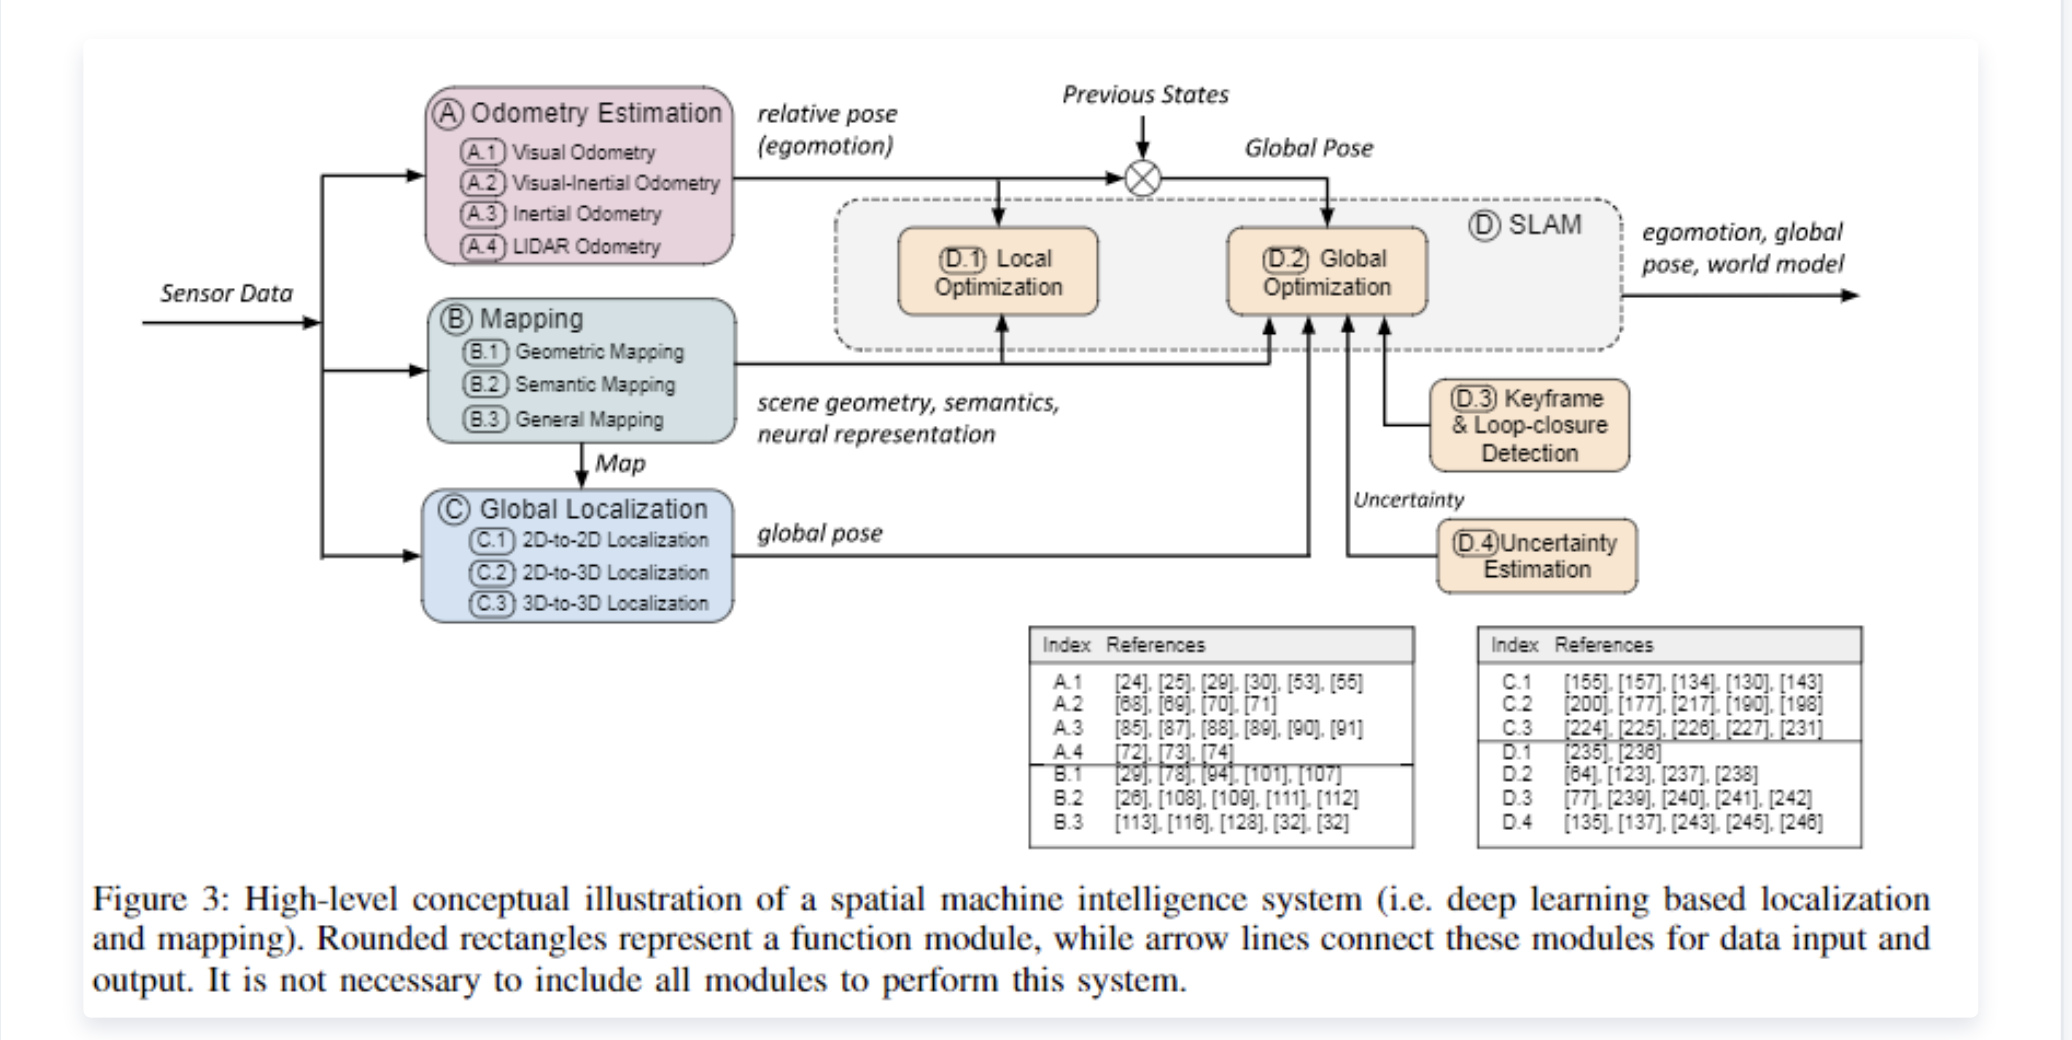 Previous States
A Odometry Estimation
A.1 Visual Odometry
A.2 Visual-Inertial Odometry
A.3 Inertial Odometry
A.4 LIDAR Odometry
relative pose
(egomotion)
Global Pose
D SLAM
D.1 Local
Optimization
D.2 Global
Optimization
egomotion, global
pose, world model
Sensor Data
B Mapping
B.1 Geometric Mapping
B.2 Semantic Mapping
B.3 General Mapping
scene geometry, semantics,
neural representation
D.3 Keyframe
& Loop-closure
Detection
Map
C Global Localization
C.1 2D-to-2D Localization
C.2 2D-to-3D Localization
C.3 3D-to-3D Localization
global pose
Uncertainty
D.4 Uncertainty
Estimation
Index References
A.1 [24], [25], [29], [30], [53], [55]
A.2 [68], [69], [70], [71]
A.3 [85], [87], [88], [89], [90], [91]
A.4 [72], [73], [74]
B.1 [29], [78], [94], [101], [107]
B.2 [26], [108], [109], [111], [112]
B.3 [113], [116], [128], [32], [32]
Index References
C.1 [155], [157], [134], [130], [143]
C.2 [200], [177], [217], [190], [198]
C.3 [224], [225], [226], [227], [231]
D.1 [235], [236]
D.2 [64], [123], [237], [238]
D.3 [77], [239], [240], [241], [242]
D.4 [135], [137], [243], [245], [246]
Figure 3: High-level conceptual illustration of a spatial machine intelligence system (i.e. deep learning based localization
and mapping). Rounded rectangles represent a function module, while arrow lines connect these modules for data input and
output. It is not necessary to include all modules to perform this system.